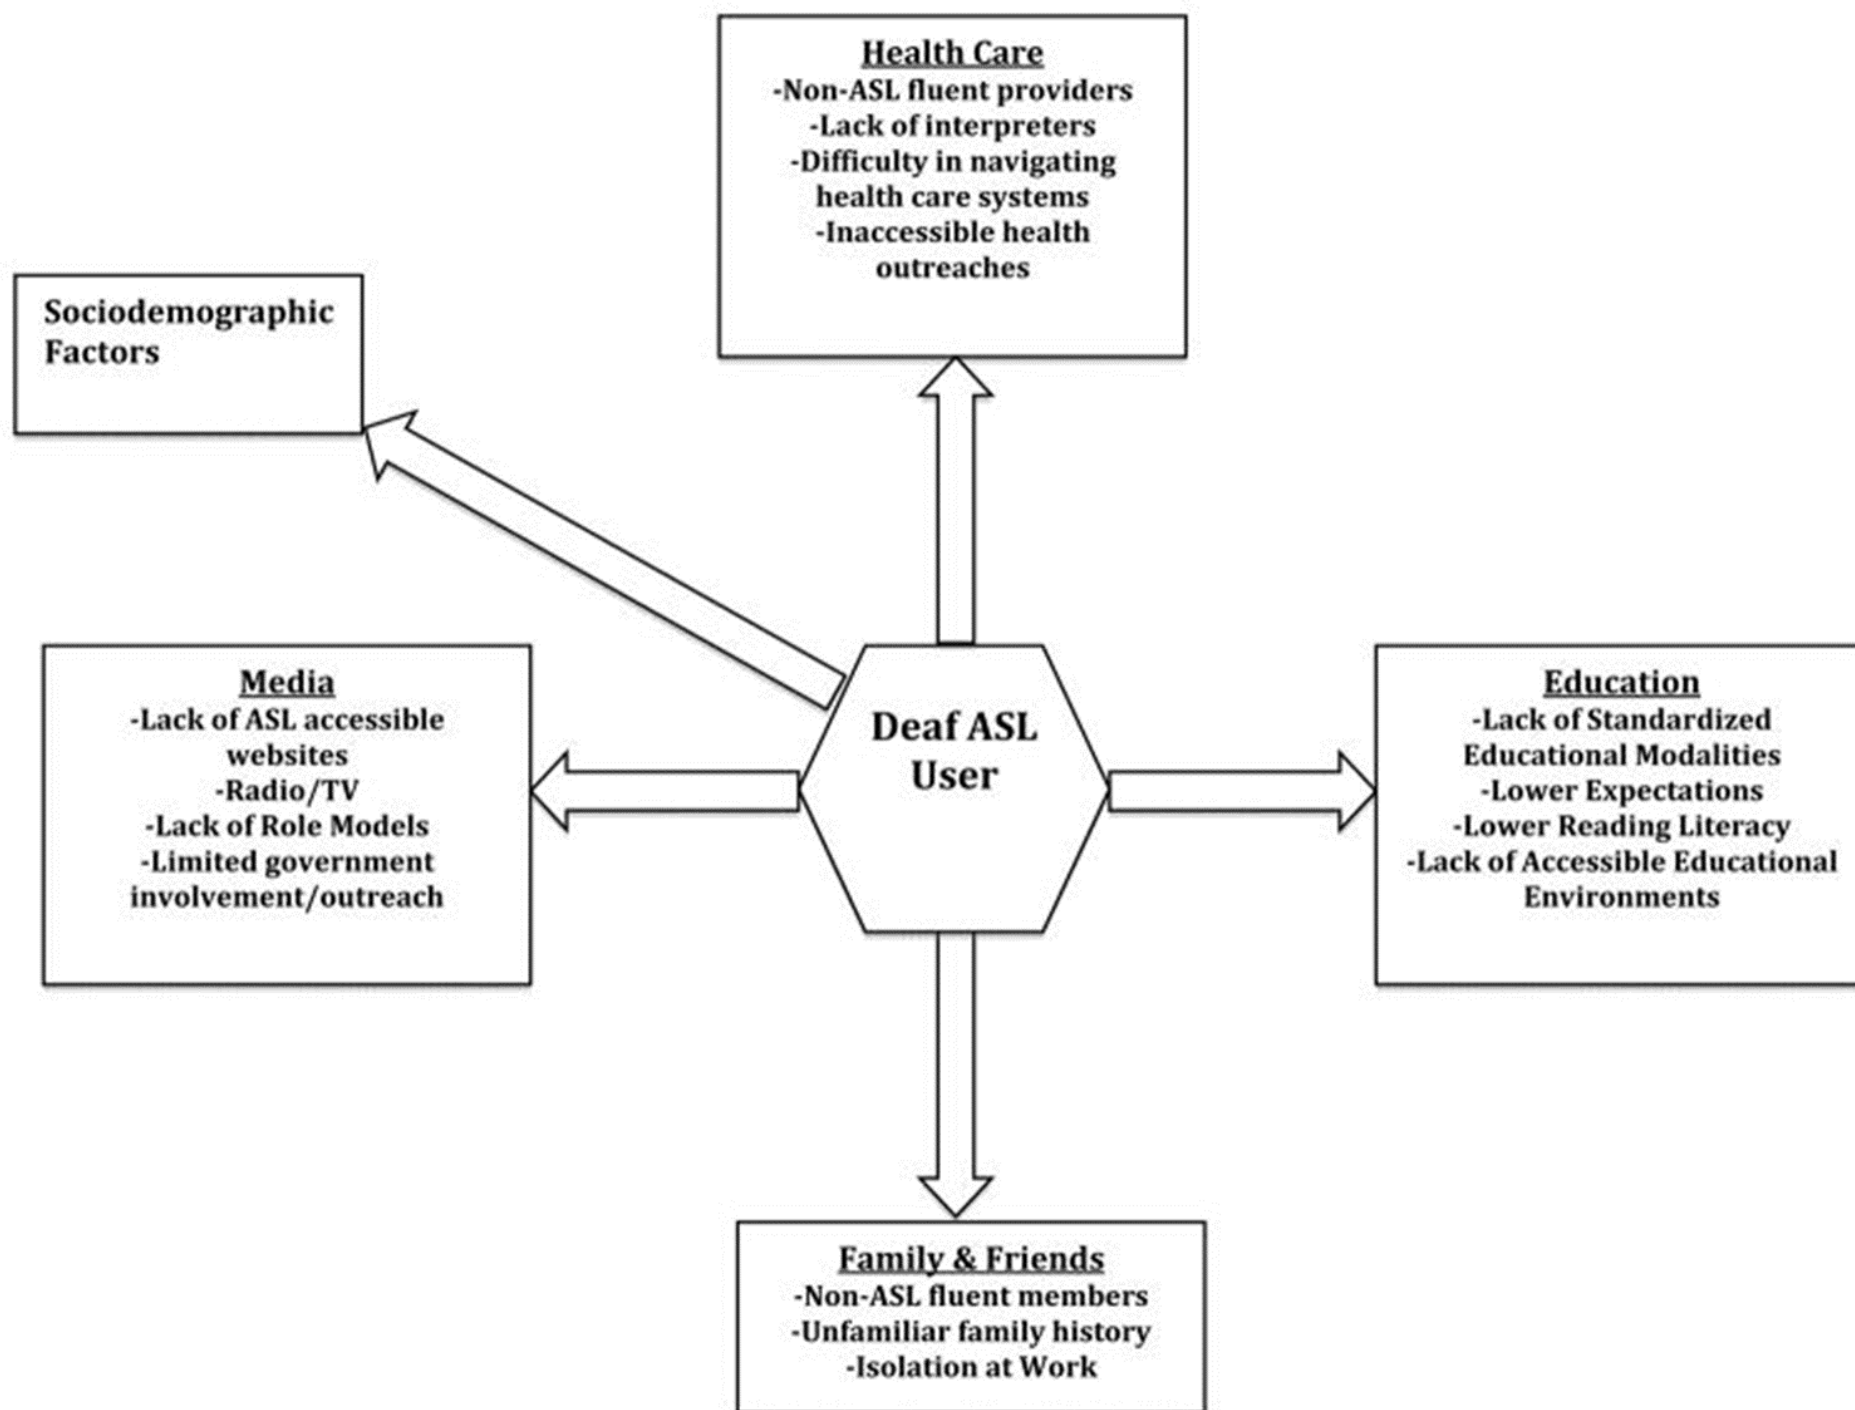 Health Care
-Non-ASL fluent providers
-Lack of interpreters
-Difficulty in navigating
health care systems
-Inaccessible health
outreaches
Sociodemographic
Factors
Media
-Lack of ASL accessible
websites
-Radio/TV
-Lack of Role Models
-Limited government
involvement/outreach
Deaf ASL
User
Education
-Lack of Standardized
Educational Modalities
-Lower Expectations
-Lower Reading Literacy
-Lack of Accessible Educational
Environments
Family & Friends
-Non-ASL fluent members
-Unfamiliar family history
-Isolation at Work